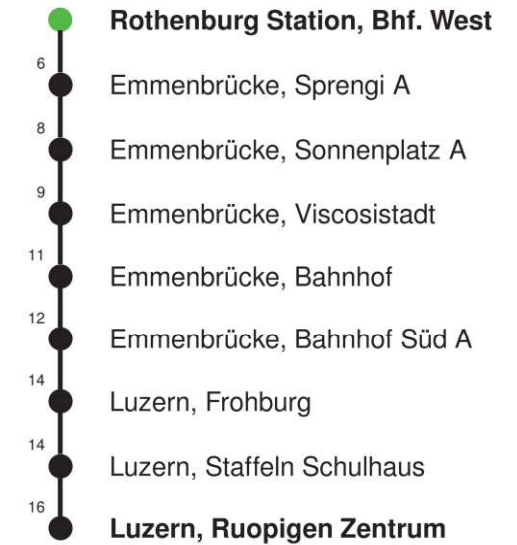 Rothenburg Station, Bhf. West
6
Emmenbrücke, Sprengi A
8
Emmenbrücke, Sonnenplatz A
9
Emmenbrücke, Viscosistadt
11
Emmenbrücke, Bahnhof
12
Emmenbrücke, Bahnhof Süd A
14
Luzern, Frohburg
14
Luzern, Staffeln Schulhaus
16
Luzern, Ruopigen Zentrum